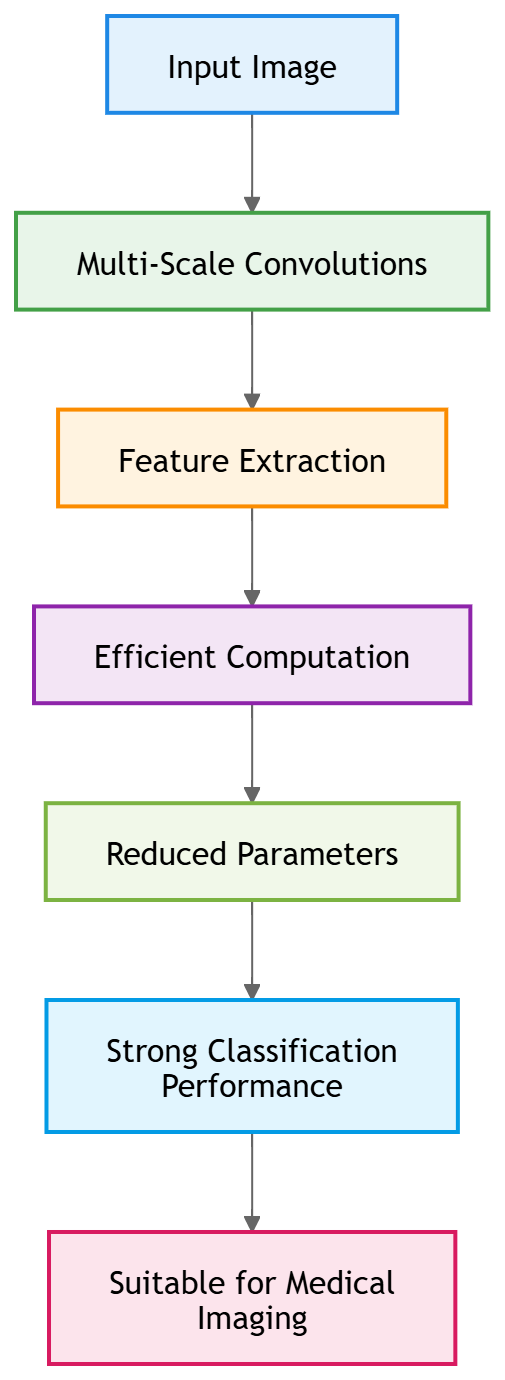 Input Image
Multi-Scale Convolutions
Feature Extraction
Efficient Computation
Reduced Parameters
Strong Classification
Performance
Suitable for Medical
Imaging